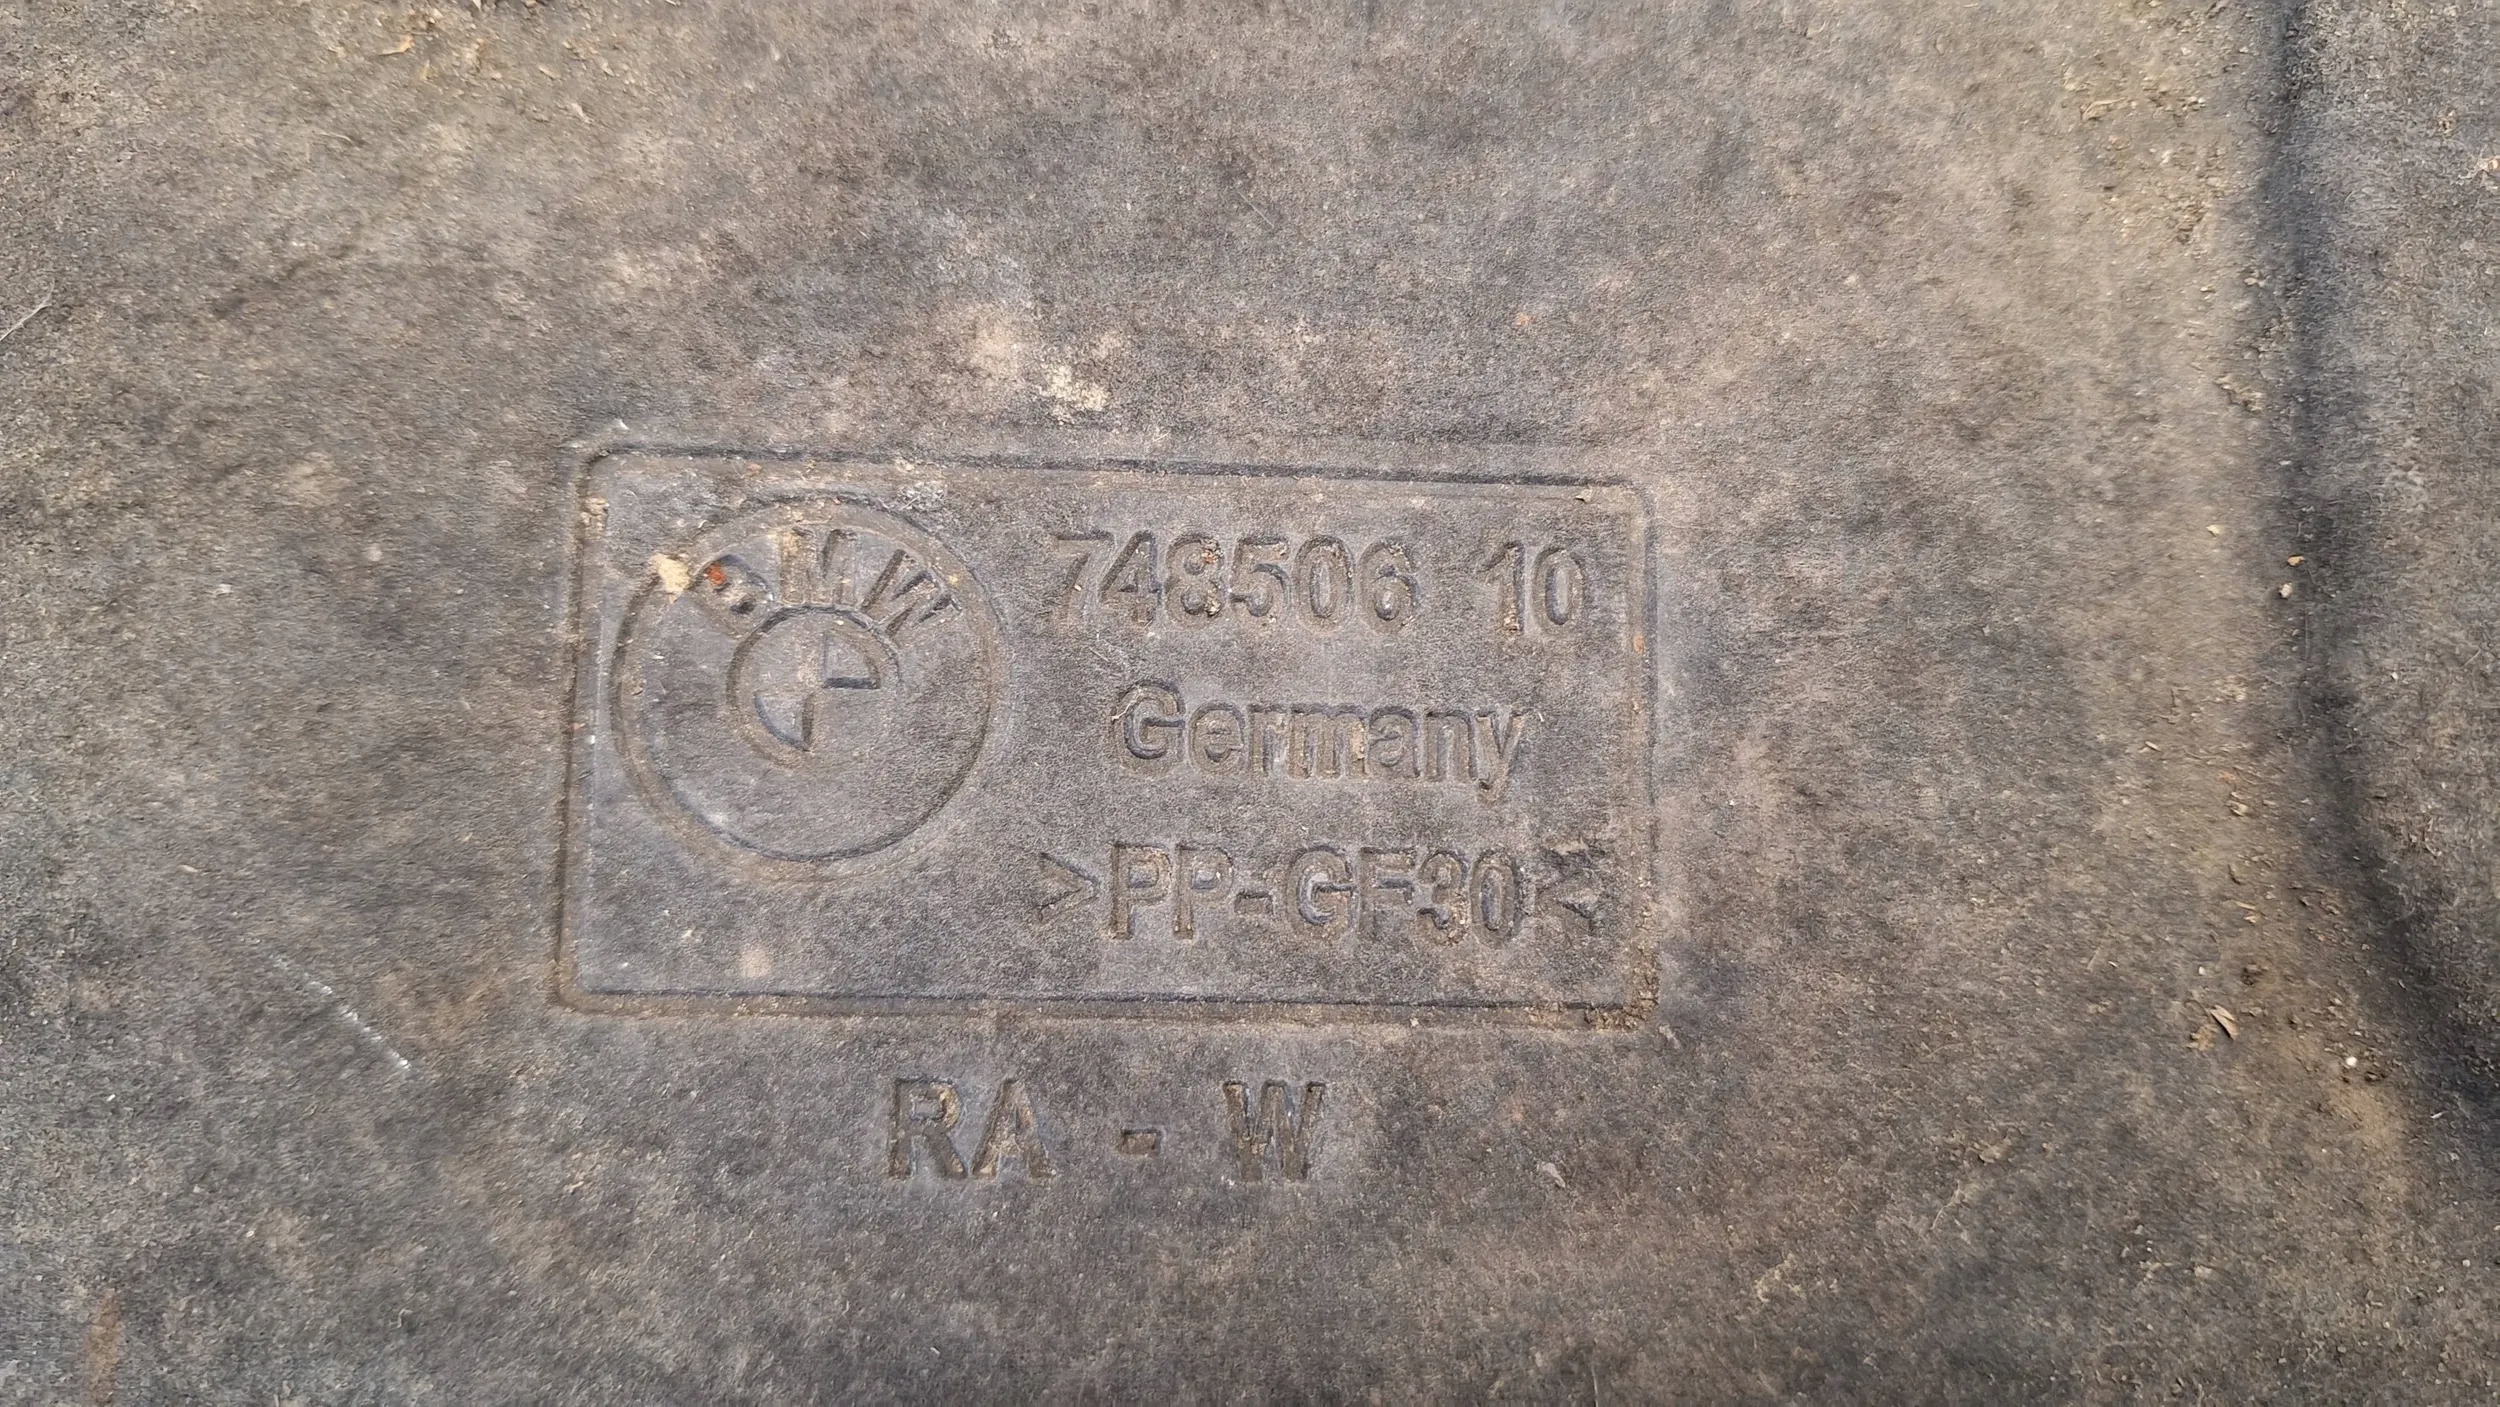 BMW
748506 10
Germany
>PP-GF30<
RA - W